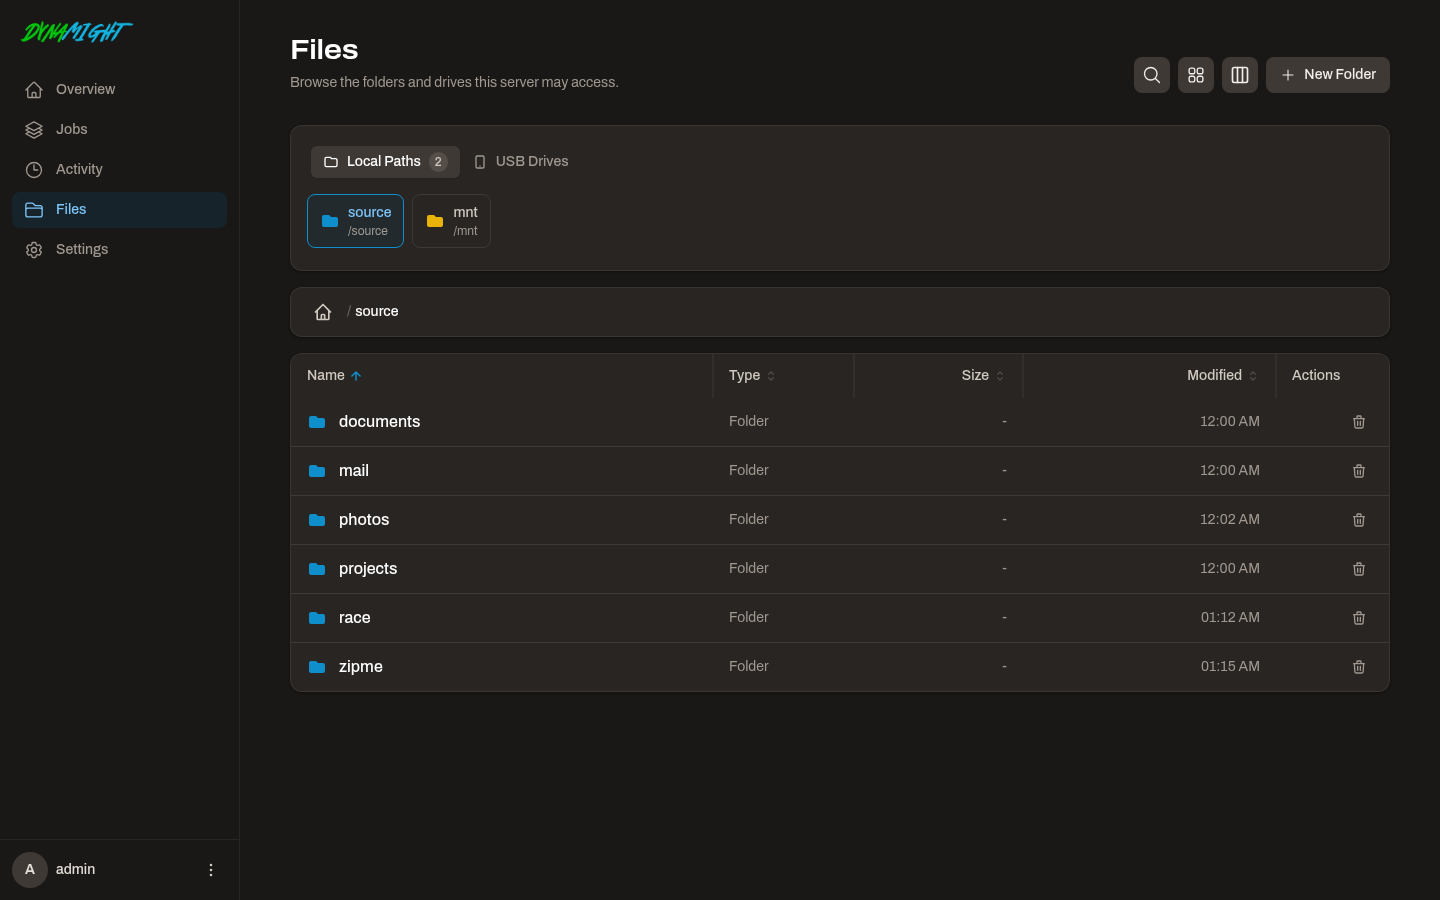 DYNAMIGHT
Overview
Jobs
Activity
Files
Settings
A
admin
Files
Browse the folders and drives this server may access.
New Folder
Local Paths 2
USB Drives
source
/source
mnt
/mnt
/ source
Name Type Size Modified Actions
documents Folder - 12:00 AM
mail Folder - 12:00 AM
photos Folder - 12:02 AM
projects Folder - 12:00 AM
race Folder - 01:12 AM
zipme Folder - 01:15 AM